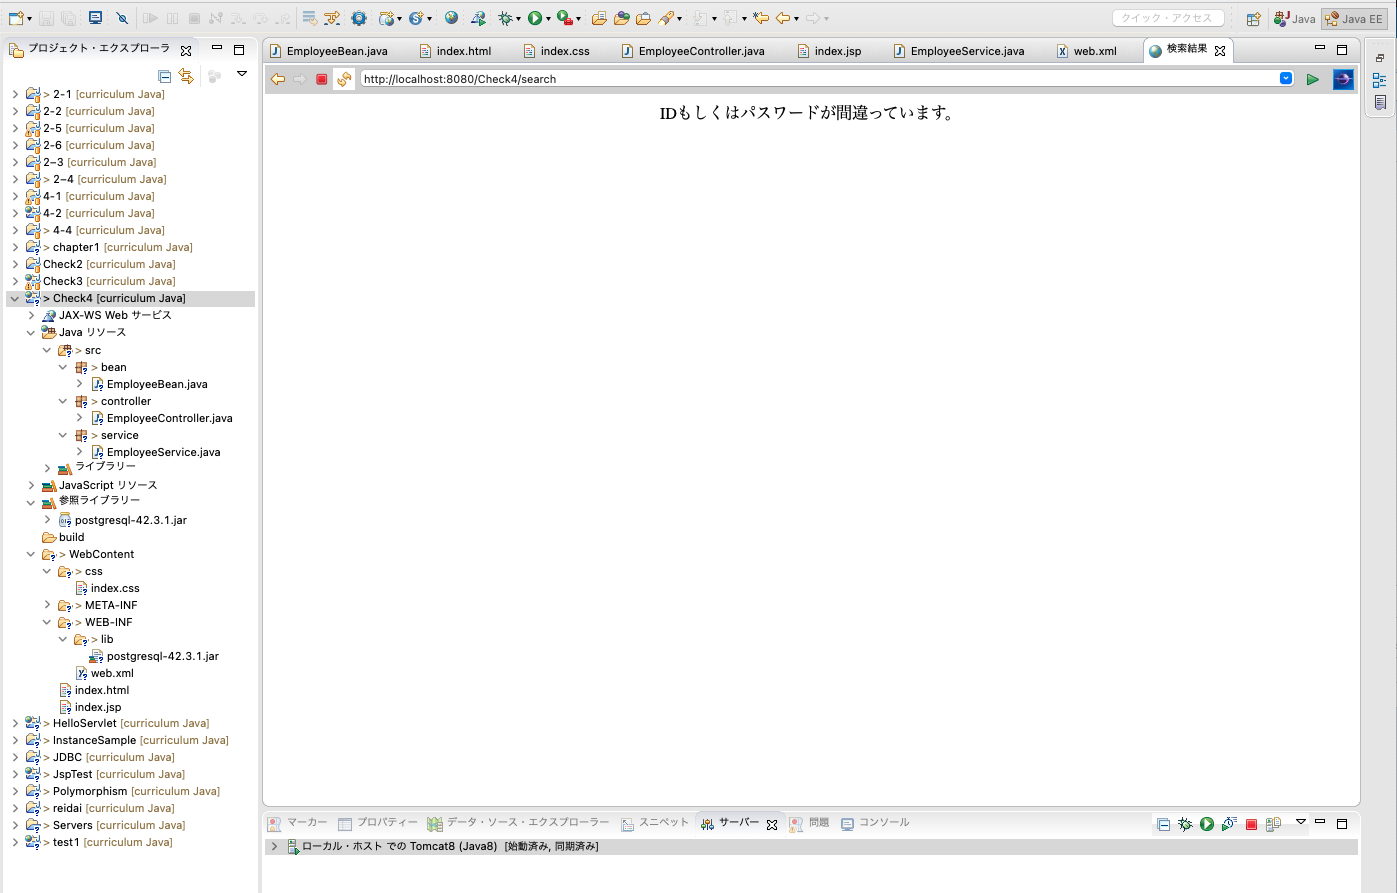 クイック・アクセス
Java
Java EE
プロジェクト・エクスプローラ
EmployeeBean.java
index.html
index.css
EmployeeController.java
index.jsp
EmployeeService.java
web.xml
検索結果
http://localhost:8080/Check4/search
IDもしくはパスワードが間違っています。
> 2-1 [curriculum Java]
2-2 [curriculum Java]
2-5 [curriculum Java]
2-6 [curriculum Java]
2−3 [curriculum Java]
> 2−4 [curriculum Java]
4-1 [curriculum Java]
4-2 [curriculum Java]
> 4-4 [curriculum Java]
> chapter1 [curriculum Java]
Check2 [curriculum Java]
Check3 [curriculum Java]
> Check4 [curriculum Java]
JAX-WS Web サービス
Java リソース
> src
> bean
EmployeeBean.java
> controller
EmployeeController.java
> service
EmployeeService.java
ライブラリー
JavaScript リソース
参照ライブラリー
postgresql-42.3.1.jar
build
> WebContent
> css
index.css
> META-INF
> WEB-INF
> lib
postgresql-42.3.1.jar
web.xml
index.html
index.jsp
> HelloServlet [curriculum Java]
> InstanceSample [curriculum Java]
> JDBC [curriculum Java]
> JspTest [curriculum Java]
> Polymorphism [curriculum Java]
> reidai [curriculum Java]
> Servers [curriculum Java]
> test1 [curriculum Java]
マーカー
プロパティー
データ・ソース・エクスプローラー
スニペット
サーバー
問題
コンソール
ローカル・ホスト での Tomcat8 (Java8) [始動済み, 同期済み]